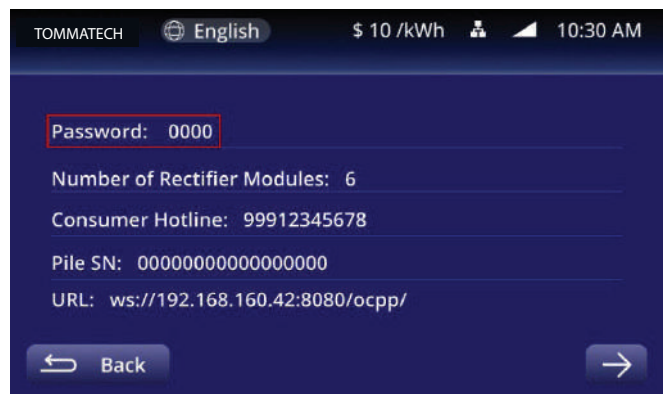 TOMMATECH English $ 10 /kWh 10:30 AM
Password: 0000
Number of Rectifier Modules: 6
Consumer Hotline: 99912345678
Pile SN: 00000000000000000
URL: ws://192.168.160.42:8080/ocpp/
Back